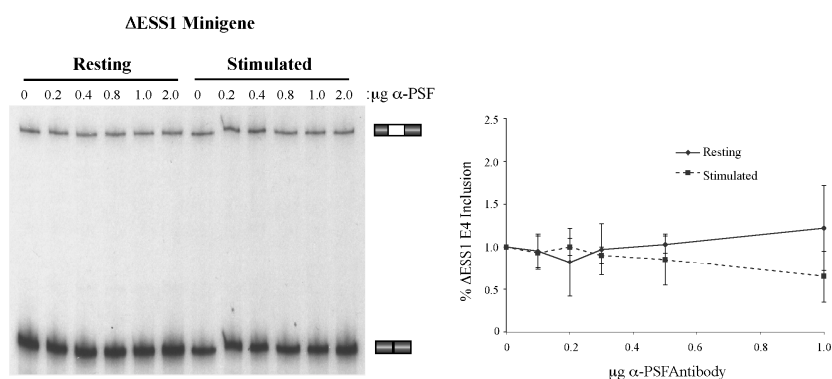 ΔESS1 Minigene
Resting Stimulated
0 0.2 0.4 0.8 1.0 2.0 0 0.2 0.4 0.8 1.0 2.0 :μg α-PSF
2.5
2.0
1.5
1.0
0.5
0
% ΔESS1 E4 Inclusion
Resting
Stimulated
0 0.2 0.4 0.6 0.8 1.0
μg α-PSFAntibody